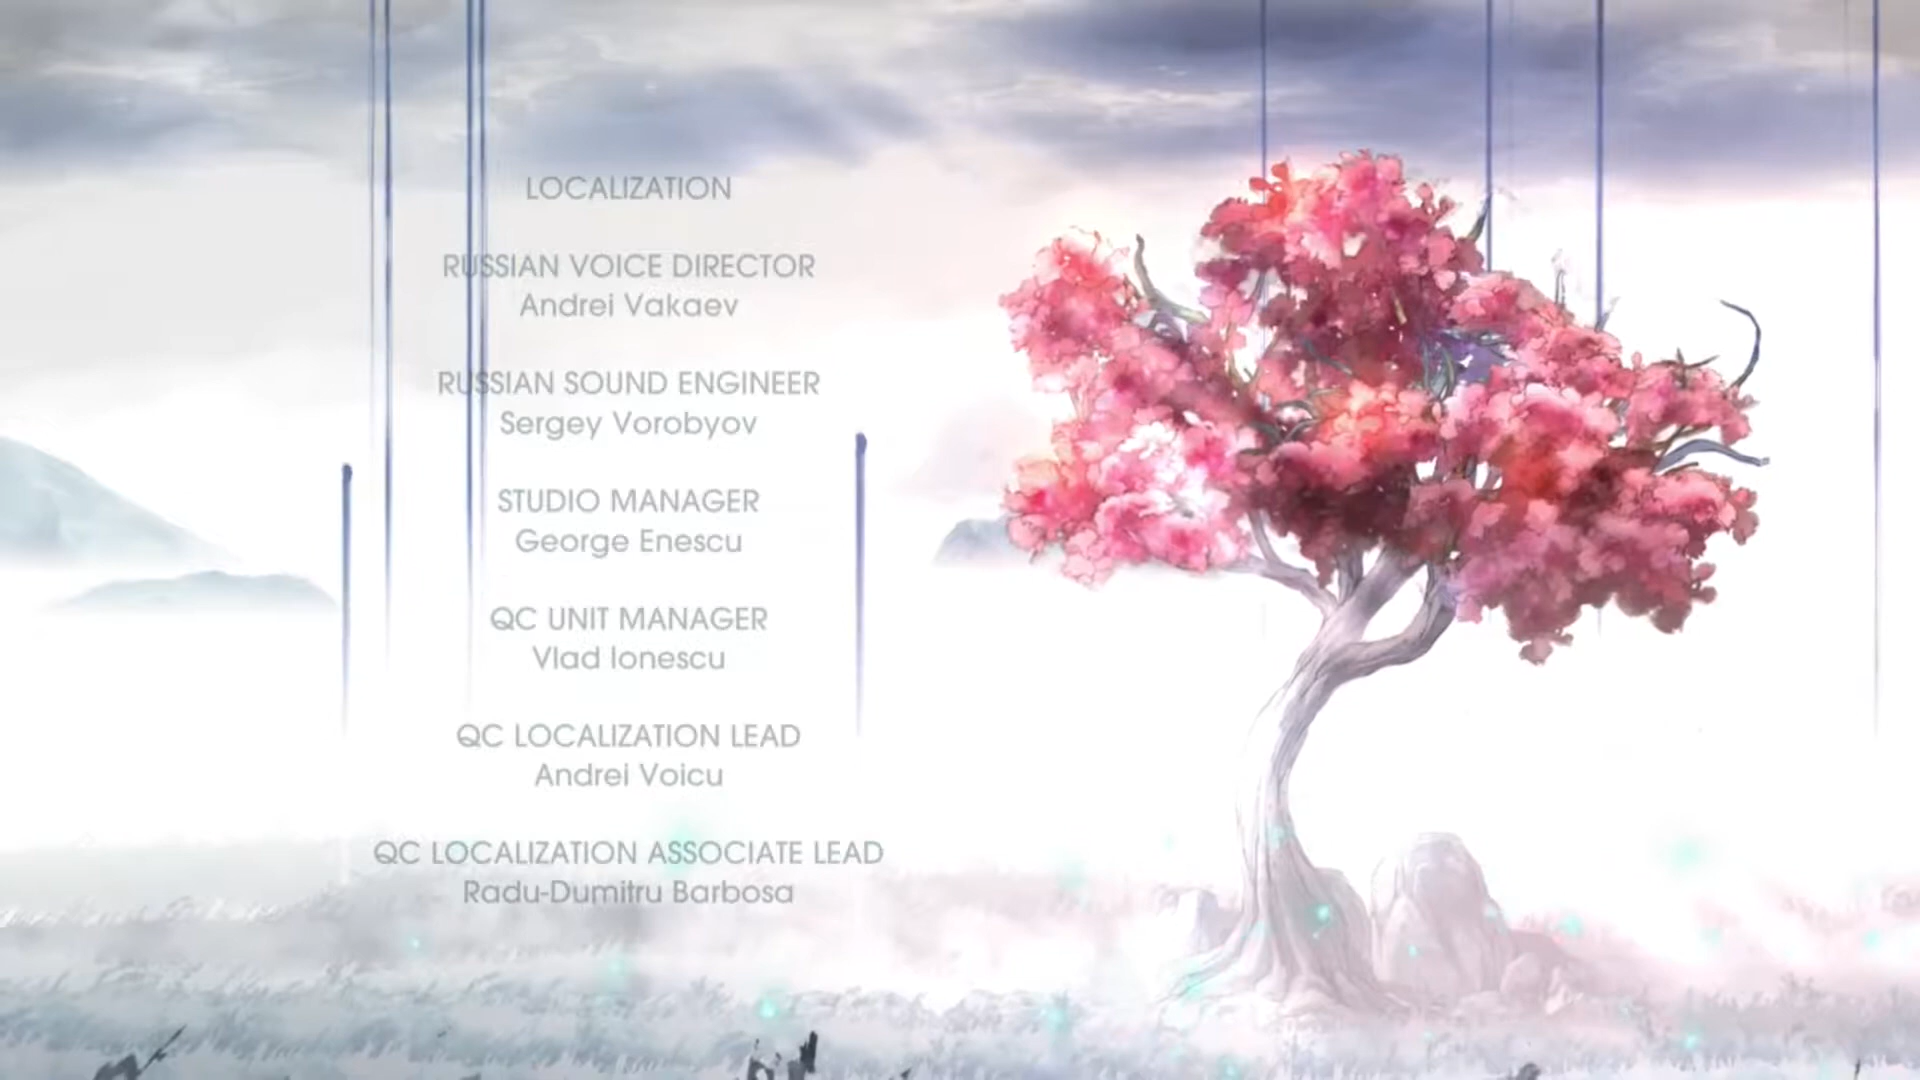 LOCALIZATION
RUSSIAN VOICE DIRECTOR
Andrei Vakaev
RUSSIAN SOUND ENGINEER
Sergey Vorobyov
STUDIO MANAGER
George Enescu
QC UNIT MANAGER
Vlad Ionescu
QC LOCALIZATION LEAD
Andrei Voicu
QC LOCALIZATION ASSOCIATE LEAD
Radu-Dumitru Barbosa